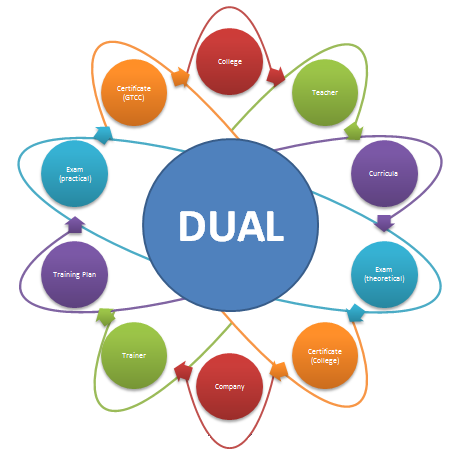 College
Teacher
Curricula
Exam
(theoretical)
Certificate
(College)
Company
Trainer
Training Plan
Exam
(practical)
Certificate
(GTCC)
DUAL